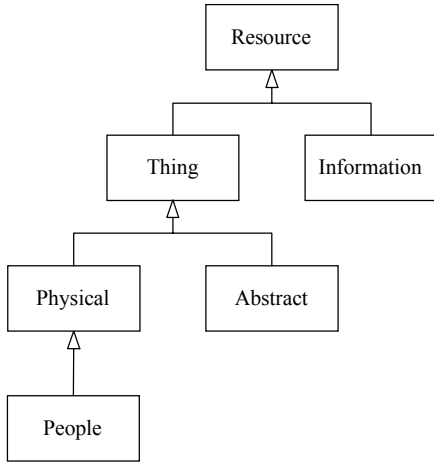 Resource
Thing
Information
Physical
Abstract
People